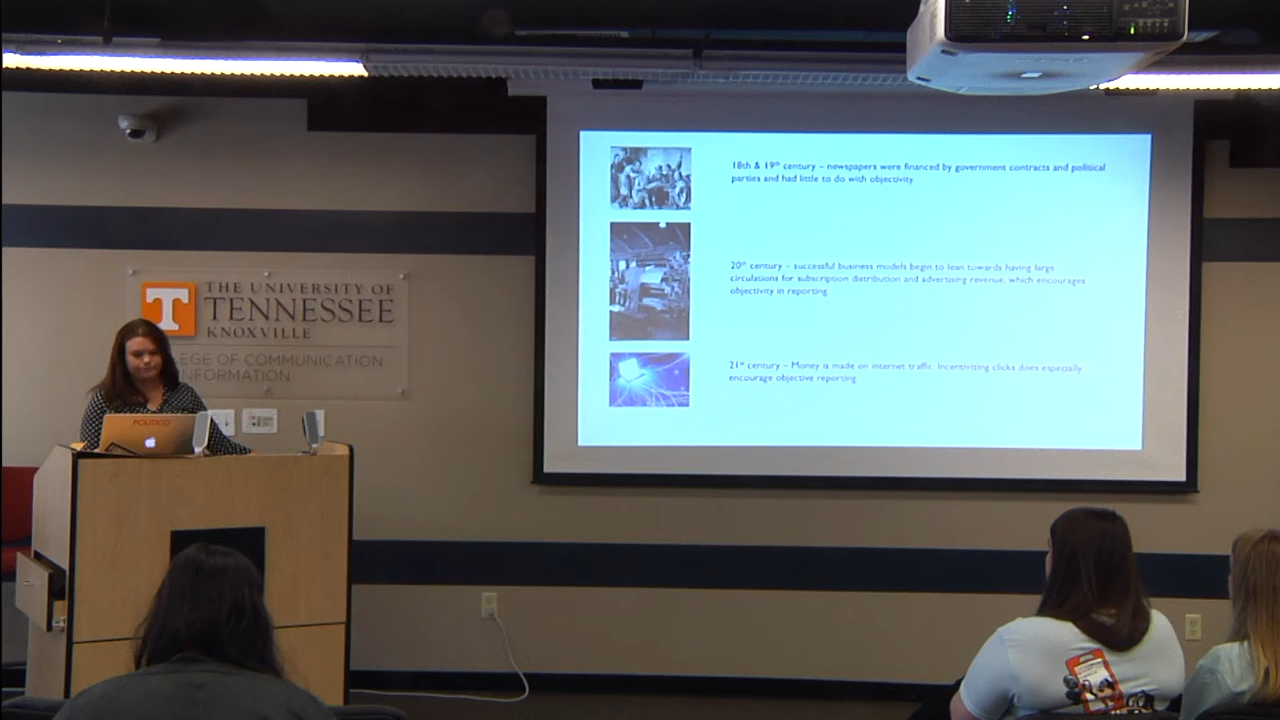 18th & 19th century – newspapers were financed by government contracts and political
parties and had little to do with objectivity
20th century – successful business models begin to lean towards having large
circulations for subscription distribution and advertising revenue, which encourages
objectivity in reporting
21st century – Money is made on internet traffic. Incentivizing clicks does especially
encourage objective reporting
T
THE UNIVERSITY OF
TENNESSEE
KNOXVILLE
EGE OF COMMUNICATION
NFORMATION
POLITICO